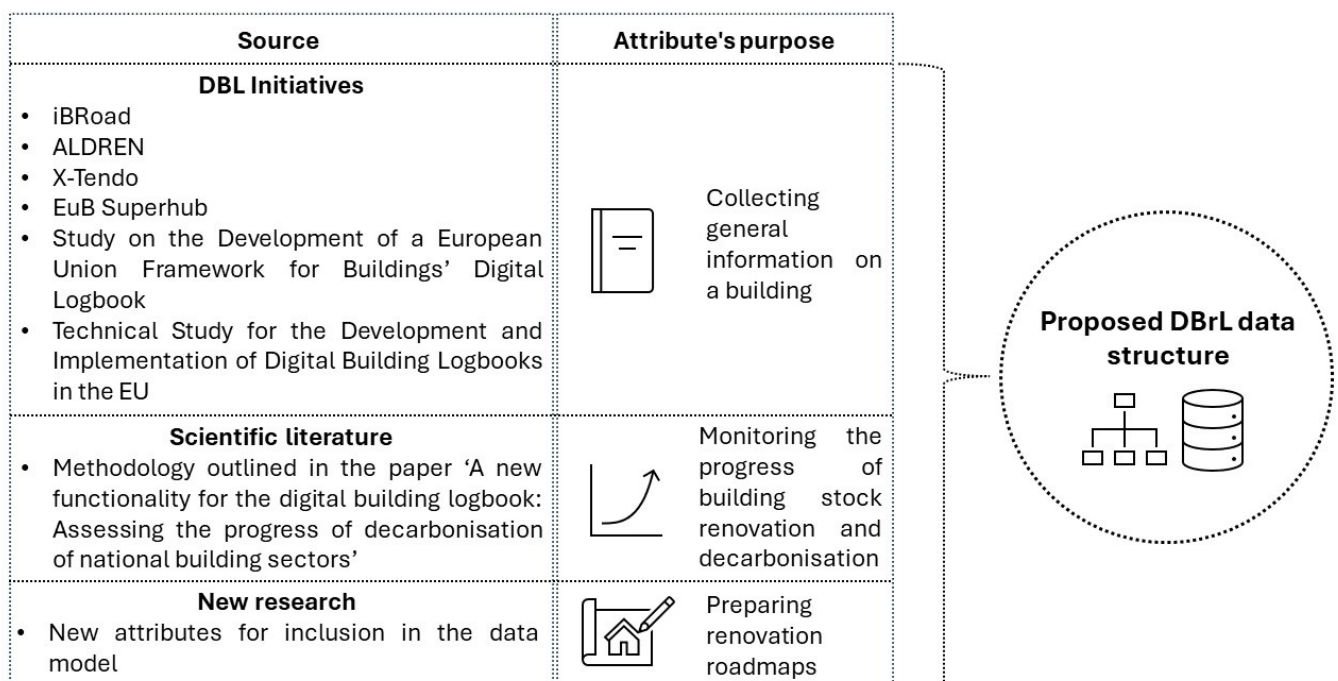 Source
Attribute's purpose
DBL Initiatives
• iBRoad
• ALDREN
• X-Tendo
• EuB Superhub
• Study on the Development of a European
Union Framework for Buildings’ Digital
Logbook
• Technical Study for the Development and
Implementation of Digital Building Logbooks
in the EU
Collecting
general
information on
a building
Scientific literature
• Methodology outlined in the paper ‘A new
functionality for the digital building logbook:
Assessing the progress of decarbonisation
of national building sectors’
Monitoring the
progress of
building stock
renovation and
decarbonisation
New research
• New attributes for inclusion in the data
model
Preparing
renovation
roadmaps
Proposed DBrL data
structure